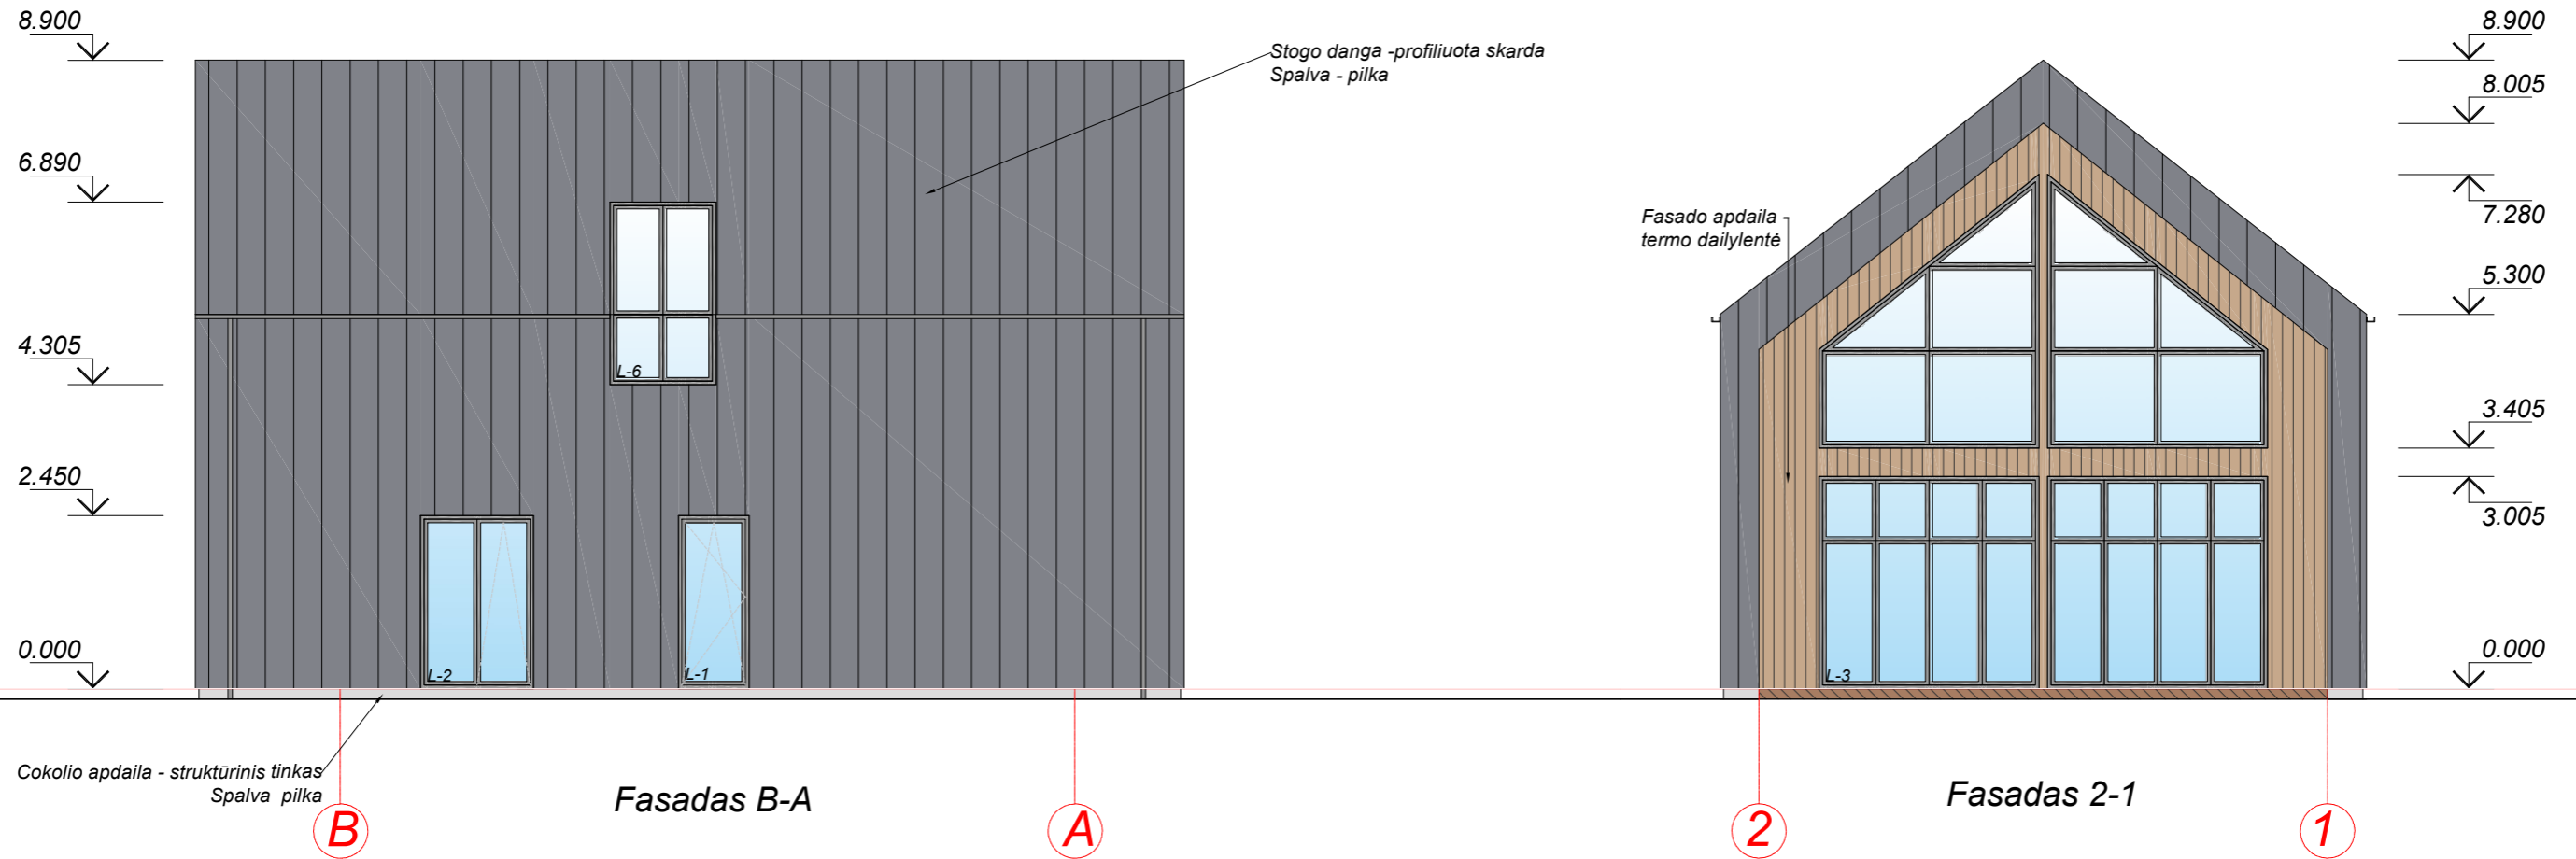 8.900
6.890
4.305
2.450
0.000
Stogo danga -profiliuota skarda
Spalva - pilka
L-6
L-2
L-1
Cokolio apdaila - struktūrinis tinkas
Spalva pilka
Fasadas B-A
B
A
Fasado apdaila -
termo dailylentė
L-3
8.900
8.005
7.280
5.300
3.405
3.005
0.000
Fasadas 2-1
2
1